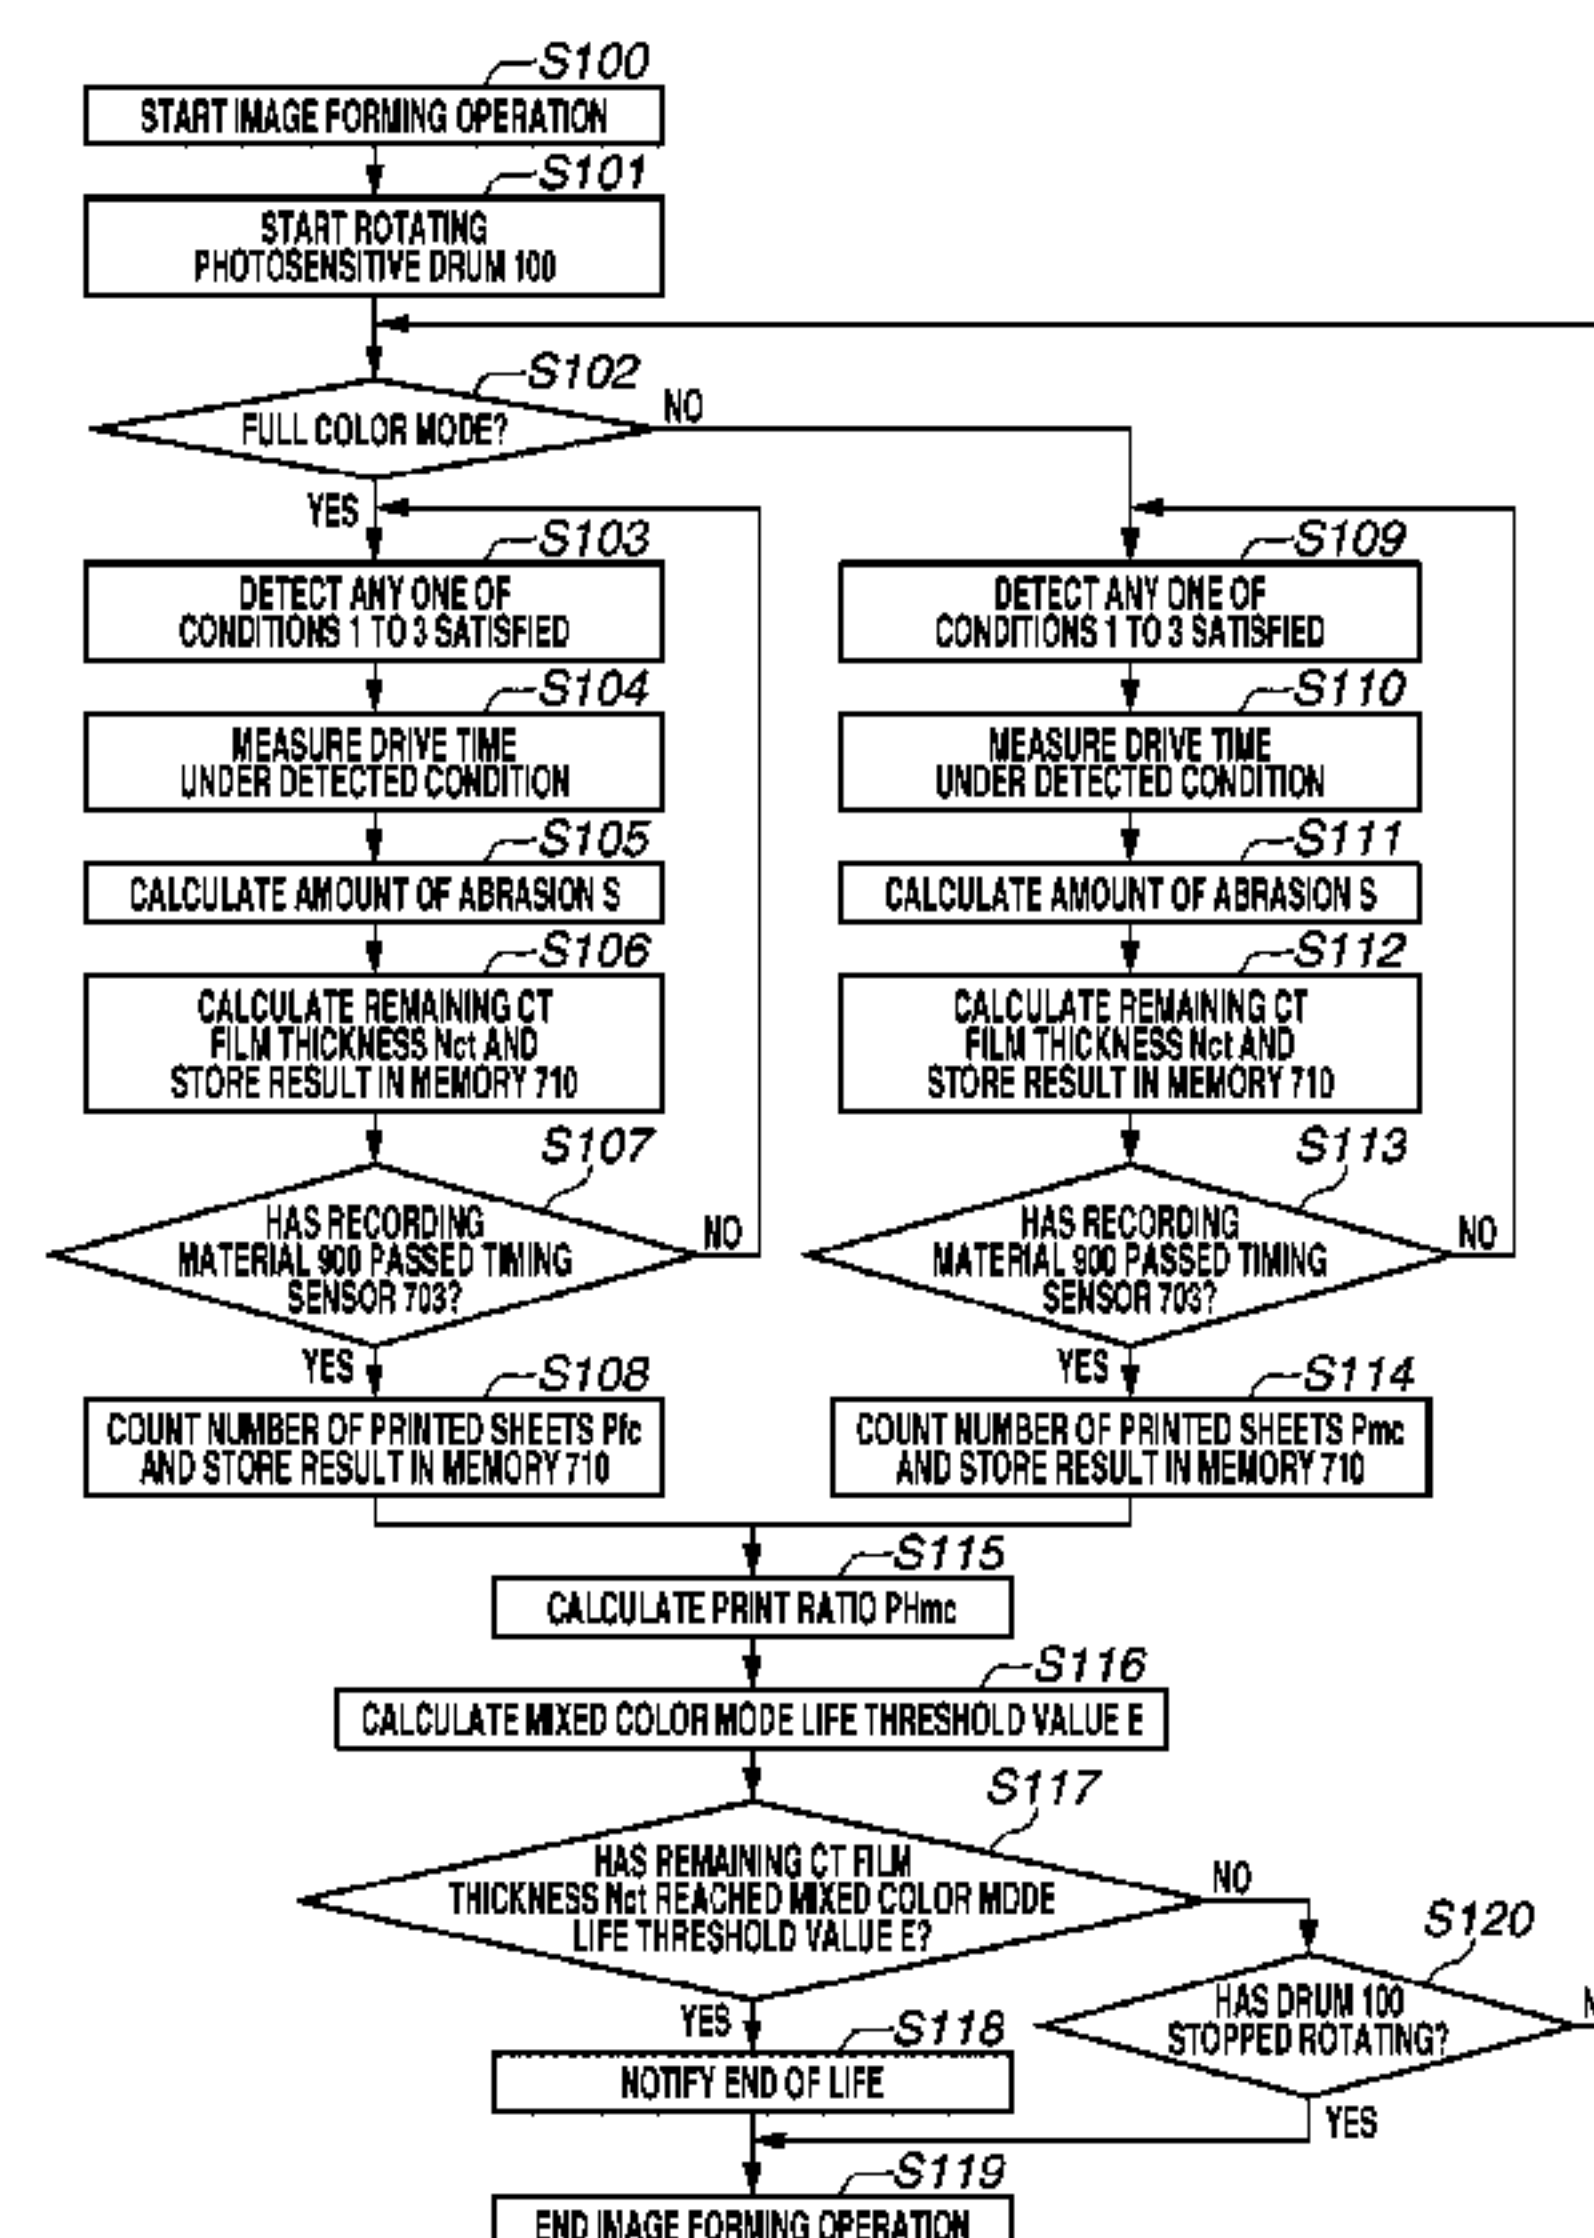 S100
START IMAGE FORMING OPERATION
S101
START ROTATING
PHOTOSENSITIVE DRUM 100
S102
FULL COLOR MODE?
NO
YES
S103
DETECT ANY ONE OF
CONDITIONS 1 TO 3 SATISFIED
S104
MEASURE DRIVE TIME
UNDER DETECTED CONDITION
S105
CALCULATE AMOUNT OF ABRASION S
S106
CALCULATE REMAINING CT
FILM THICKNESS Nct AND
STORE RESULT IN MEMORY 710
S107
HAS RECORDING
MATERIAL 900 PASSED TIMING
SENSOR 703?
NO
YES
S108
COUNT NUMBER OF PRINTED SHEETS Pfc
AND STORE RESULT IN MEMORY 710
S109
DETECT ANY ONE OF
CONDITIONS 1 TO 3 SATISFIED
S110
MEASURE DRIVE TIME
UNDER DETECTED CONDITION
S111
CALCULATE AMOUNT OF ABRASION S
S112
CALCULATE REMAINING CT
FILM THICKNESS Nct AND
STORE RESULT IN MEMORY 710
S113
HAS RECORDING
MATERIAL 900 PASSED TIMING
SENSOR 703?
NO
YES
S114
COUNT NUMBER OF PRINTED SHEETS Pmc
AND STORE RESULT IN MEMORY 710
S115
CALCULATE PRINT RATIO PHmc
S116
CALCULATE MIXED COLOR MODE LIFE THRESHOLD VALUE E
S117
HAS REMAINING CT FILM
THICKNESS Nct REACHED MIXED COLOR MODE
LIFE THRESHOLD VALUE E?
NO
YES
S120
HAS DRUM 100
STOPPED ROTATING?
YES
S118
NOTIFY END OF LIFE
S119
END IMAGE FORMING OPERATION